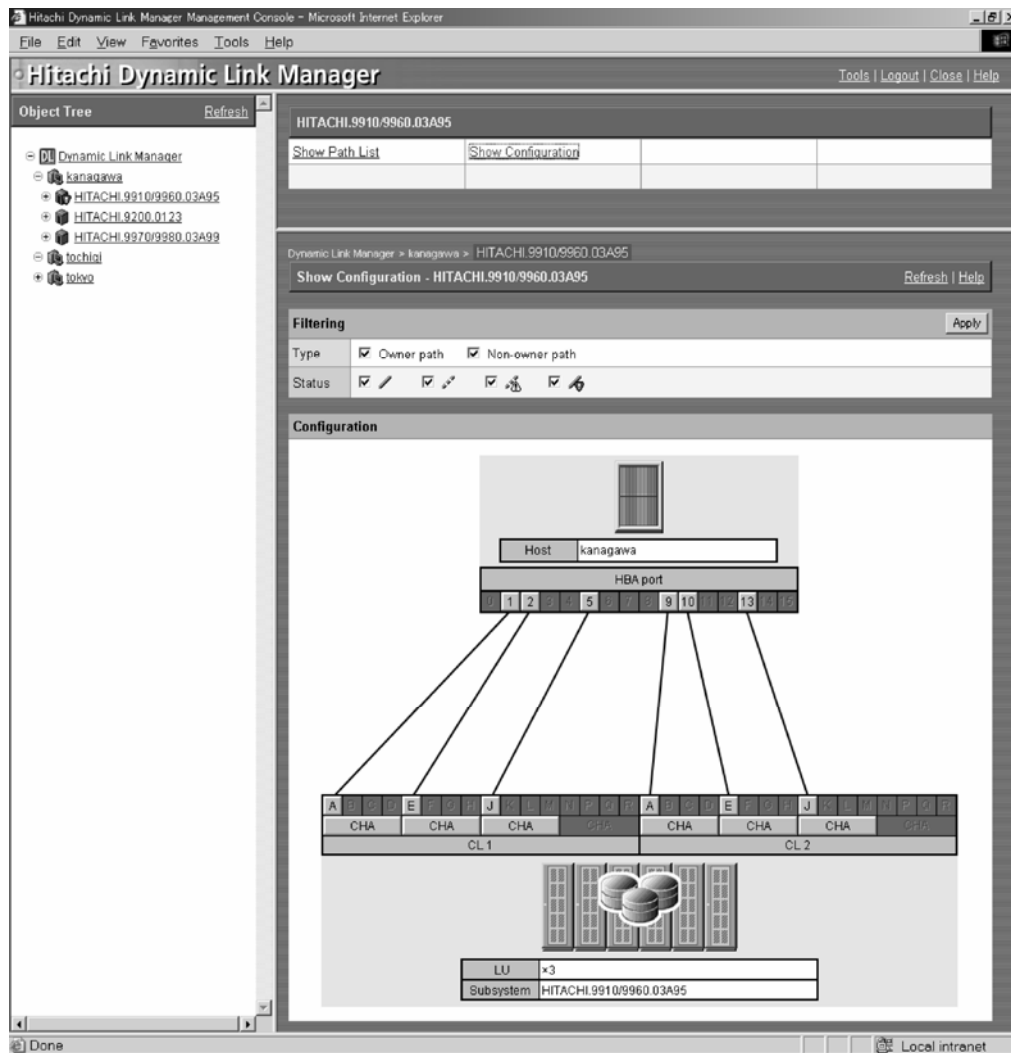 Hitachi Dynamic Link Manager Management Console - Microsoft Internet Explorer
File Edit View Favorites Tools Help
Hitachi Dynamic Link Manager
Tools | Logout | Close | Help
Object Tree Refresh
DL Dynamic Link Manager
kanagawa
HITACHI.9910/9960.03A95
HITACHI.9200.0123
HITACHI.9970/9980.03A99
tochigi
tokyo
HITACHI.9910/9960.03A95
Show Path List Show Configuration
Dynamic Link Manager > kanagawa > HITACHI.9910/9960.03A95
Show Configuration - HITACHI.9910/9960.03A95 Refresh | Help
Filtering Apply
Type Owner path Non-owner path
Status
Configuration
Host kanagawa
HBA port
0 1 2 3 4 5 6 7 8 9 10 11 12 13 14 15
A B C D E F G H J K L M N P Q R A B C D E F G H J K L M N P Q R
CHA CHA CHA CHA CHA CHA CHA CHA
CL 1 CL 2
LU ×3
Subsystem HITACHI.9910/9960.03A95
Done Local intranet